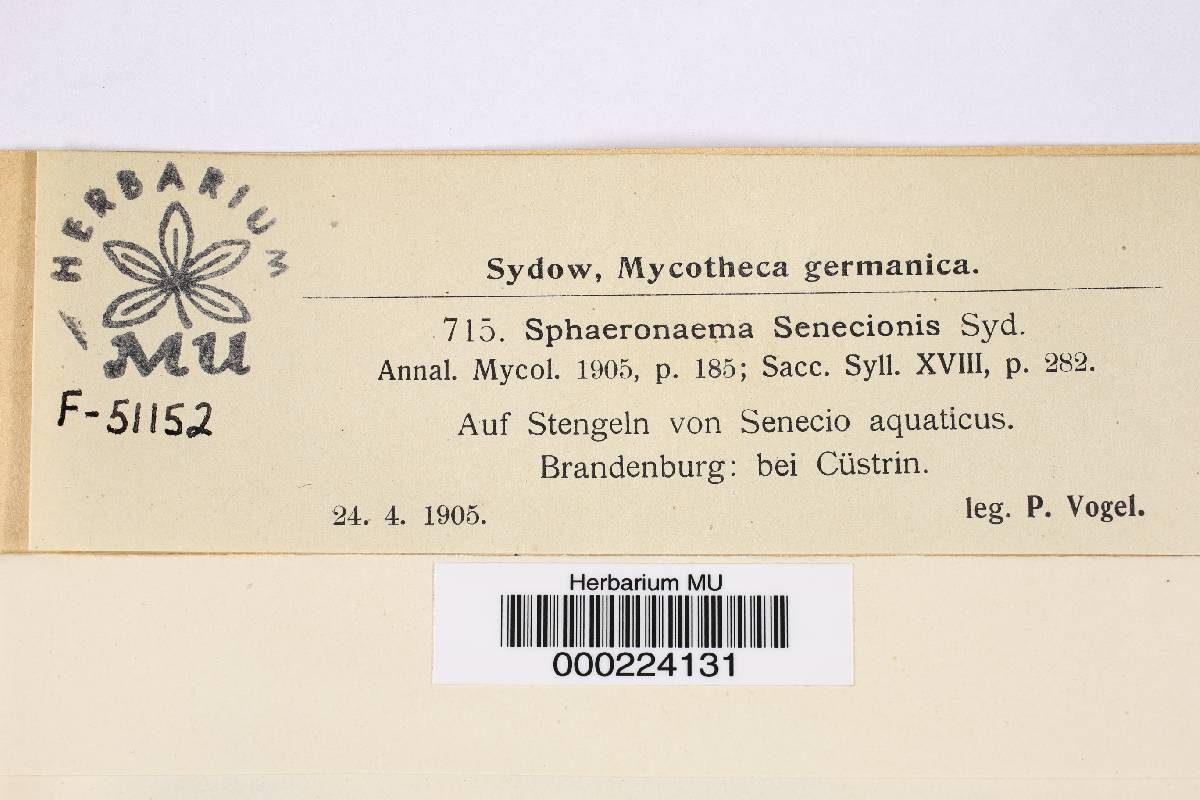 HERBARIUM
MU
F-51152
Sydow, Mycotheca germanica.
715. Sphaeronaema Senecionis Syd.
Annal. Mycol. 1905, p. 185; Sacc. Syll. XVIII, p. 282.
Auf Stengeln von Senecio aquaticus.
Brandenburg: bei Cüstrin.
24. 4. 1905. leg. P. Vogel.
Herbarium MU
000224131